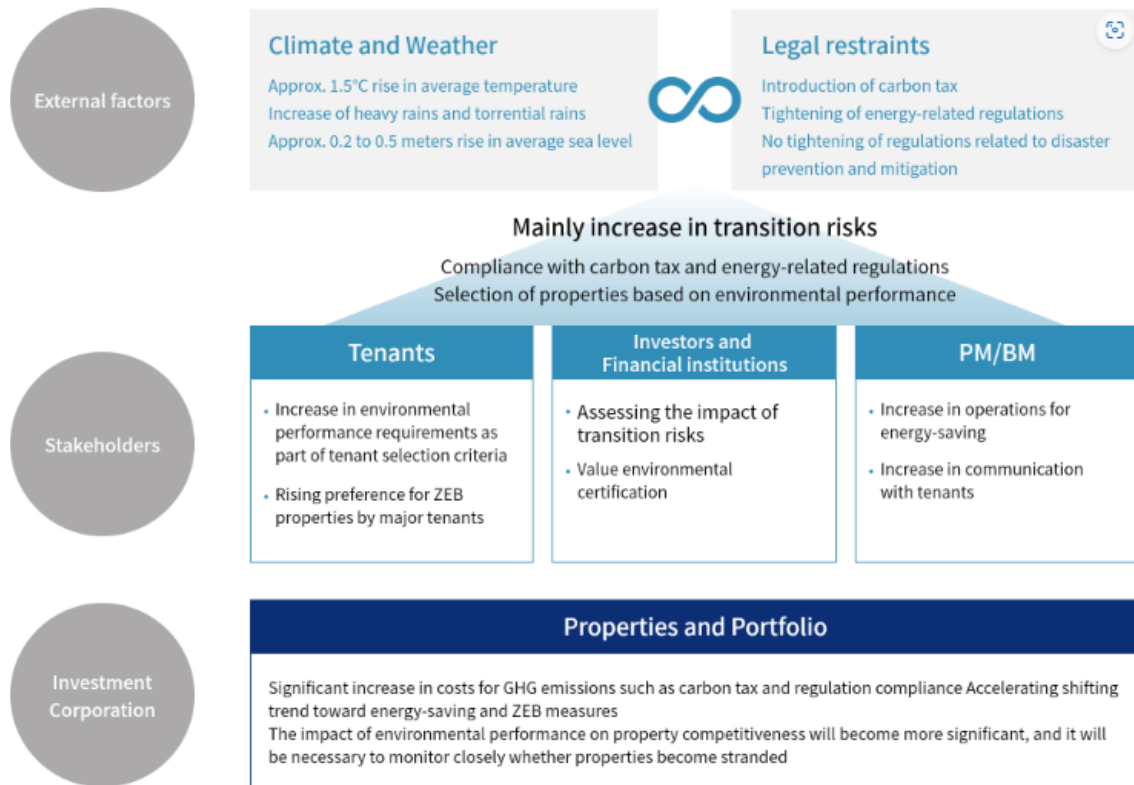 External factors
Climate and Weather
Approx. 1.5°C rise in average temperature
Increase of heavy rains and torrential rains
Approx. 0.2 to 0.5 meters rise in average sea level
Legal restraints
Introduction of carbon tax
Tightening of energy-related regulations
No tightening of regulations related to disaster
prevention and mitigation
Mainly increase in transition risks
Compliance with carbon tax and energy-related regulations
Selection of properties based on environmental performance
Stakeholders
Tenants
• Increase in environmental
performance requirements as
part of tenant selection criteria
• Rising preference for ZEB
properties by major tenants
Investors and
Financial institutions
• Assessing the impact of
transition risks
• Value environmental
certification
PM/BM
• Increase in operations for
energy-saving
• Increase in communication
with tenants
Investment
Corporation
Properties and Portfolio
Significant increase in costs for GHG emissions such as carbon tax and regulation compliance Accelerating shifting
trend toward energy-saving and ZEB measures
The impact of environmental performance on property competitiveness will become more significant, and it will
be necessary to monitor closely whether properties become stranded